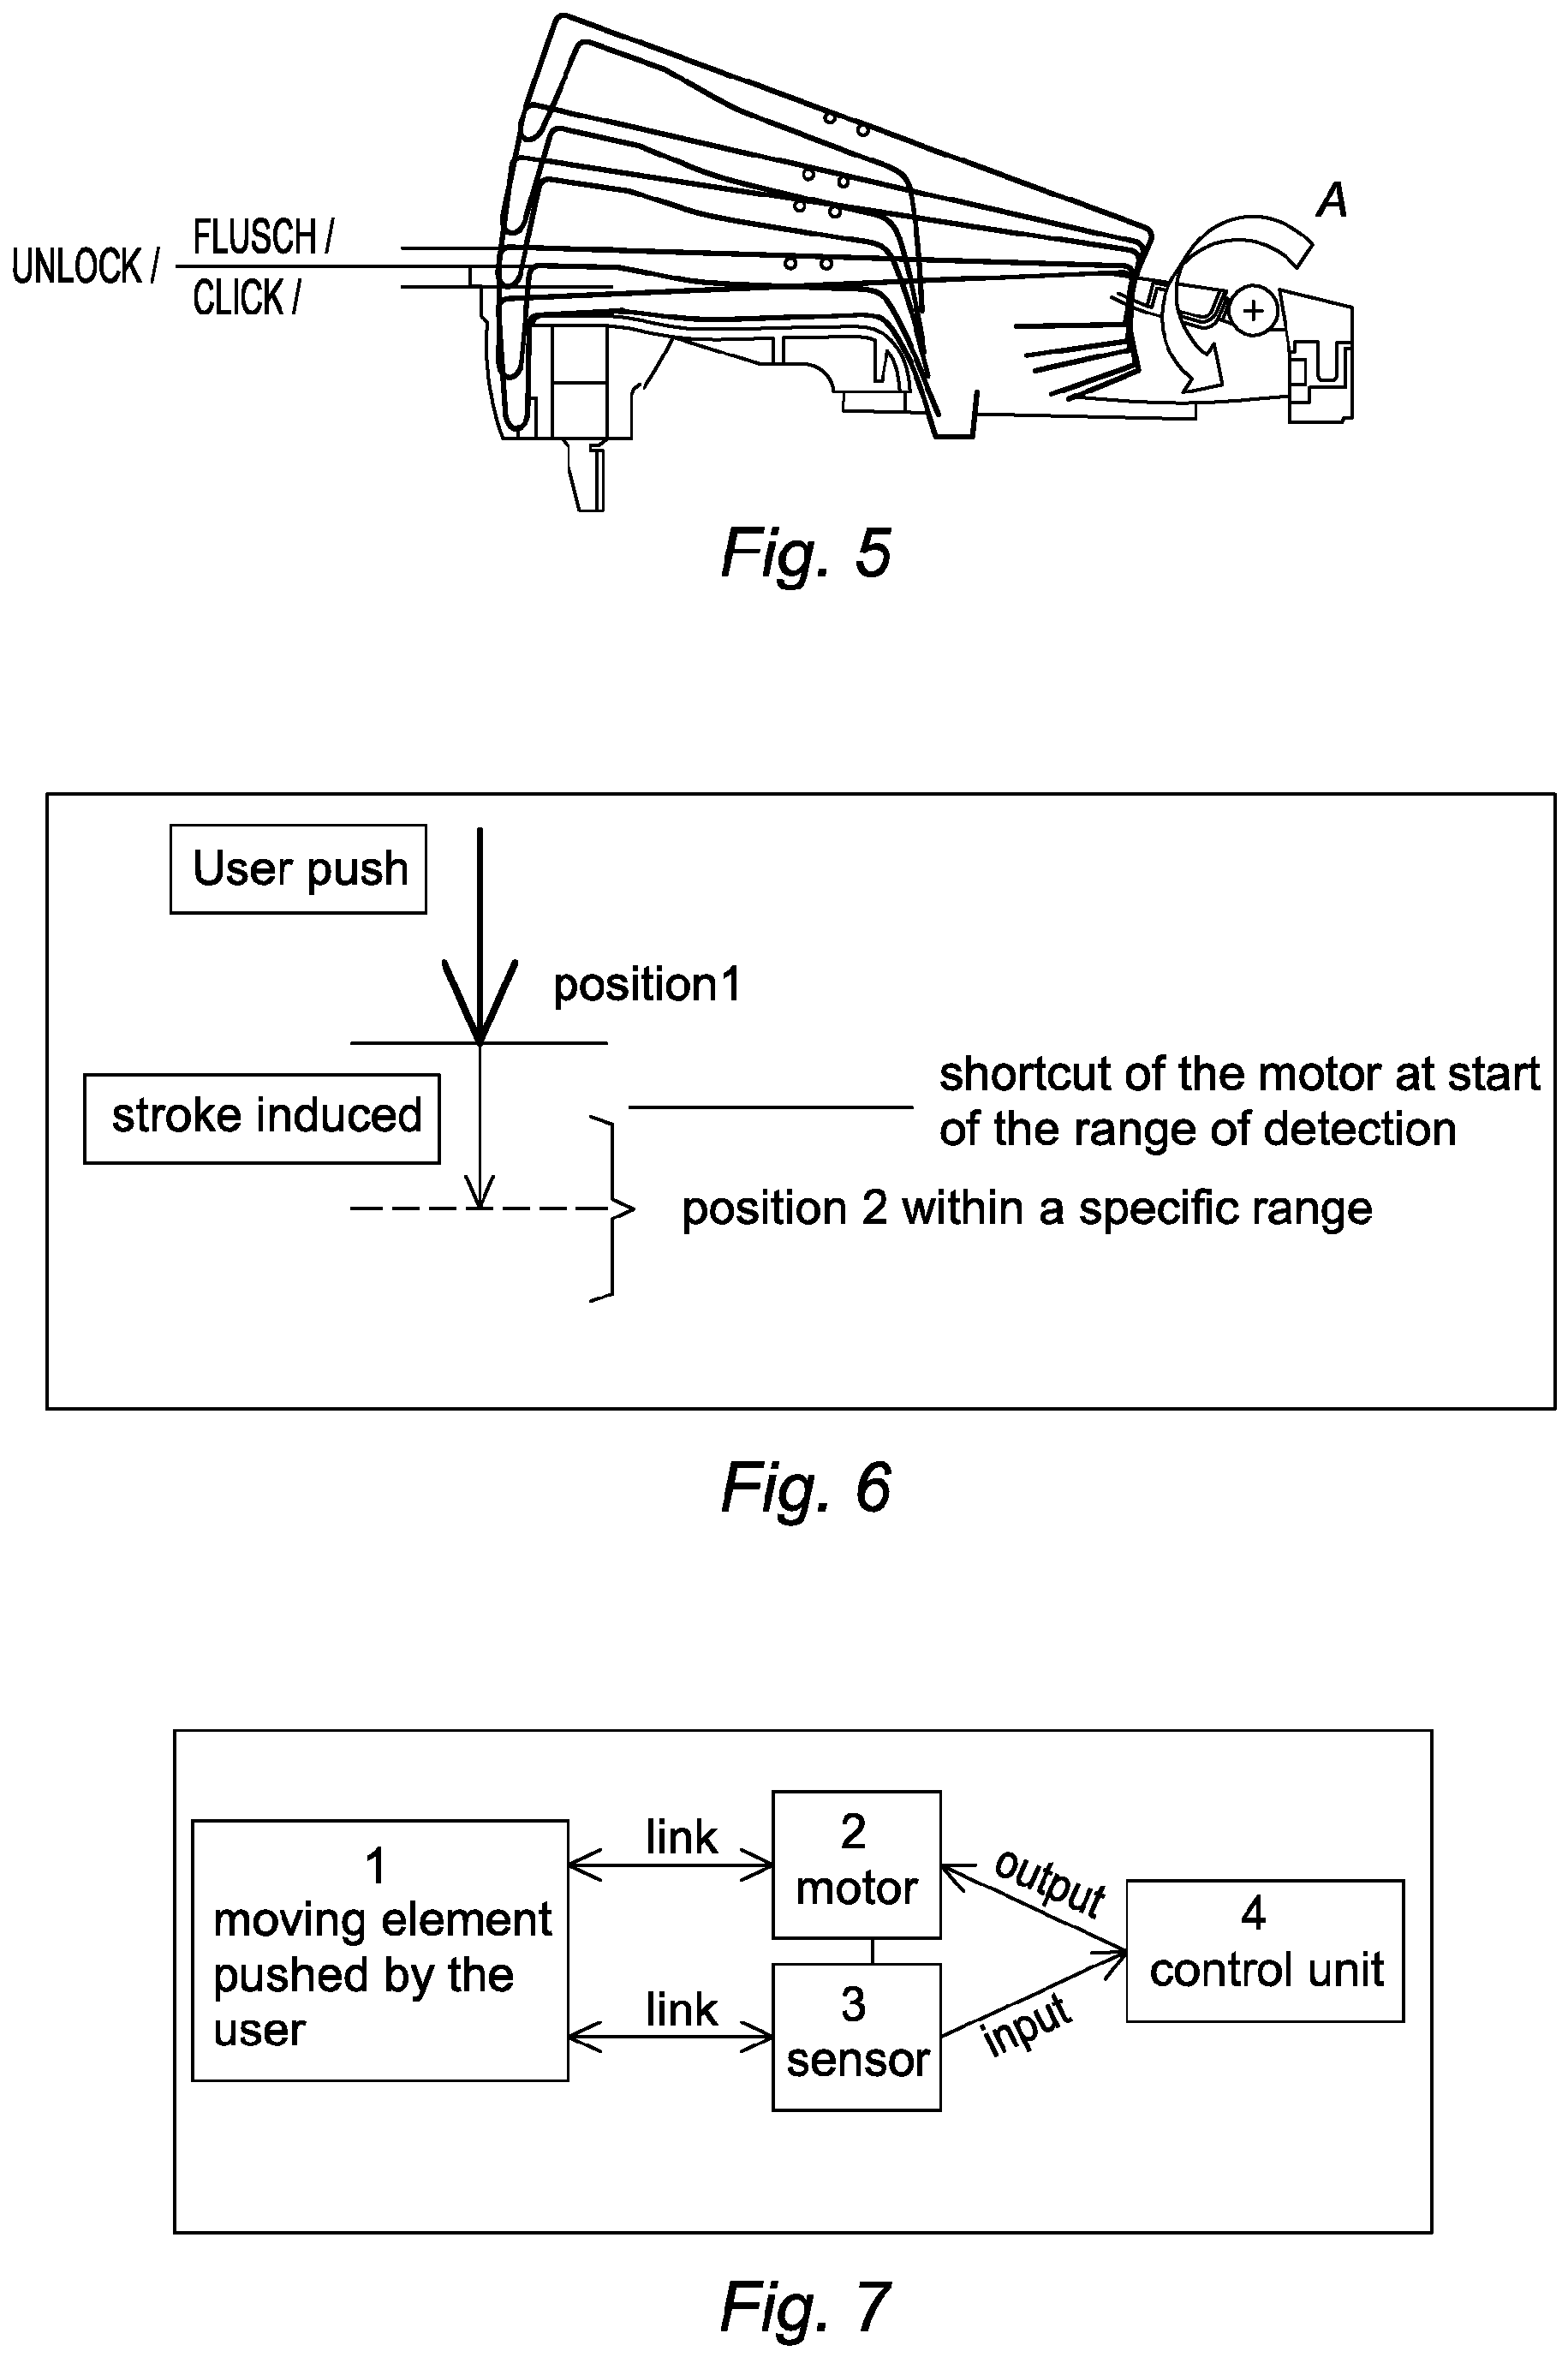 A
FLUSCH /
UNLOCK /
CLICK /
Fig. 5
User push
position1
stroke induced
shortcut of the motor at start
of the range of detection
position 2 within a specific range
Fig. 6
1
moving element
pushed by the
user
link
link
2
motor
3
sensor
output
input
4
control unit
Fig. 7